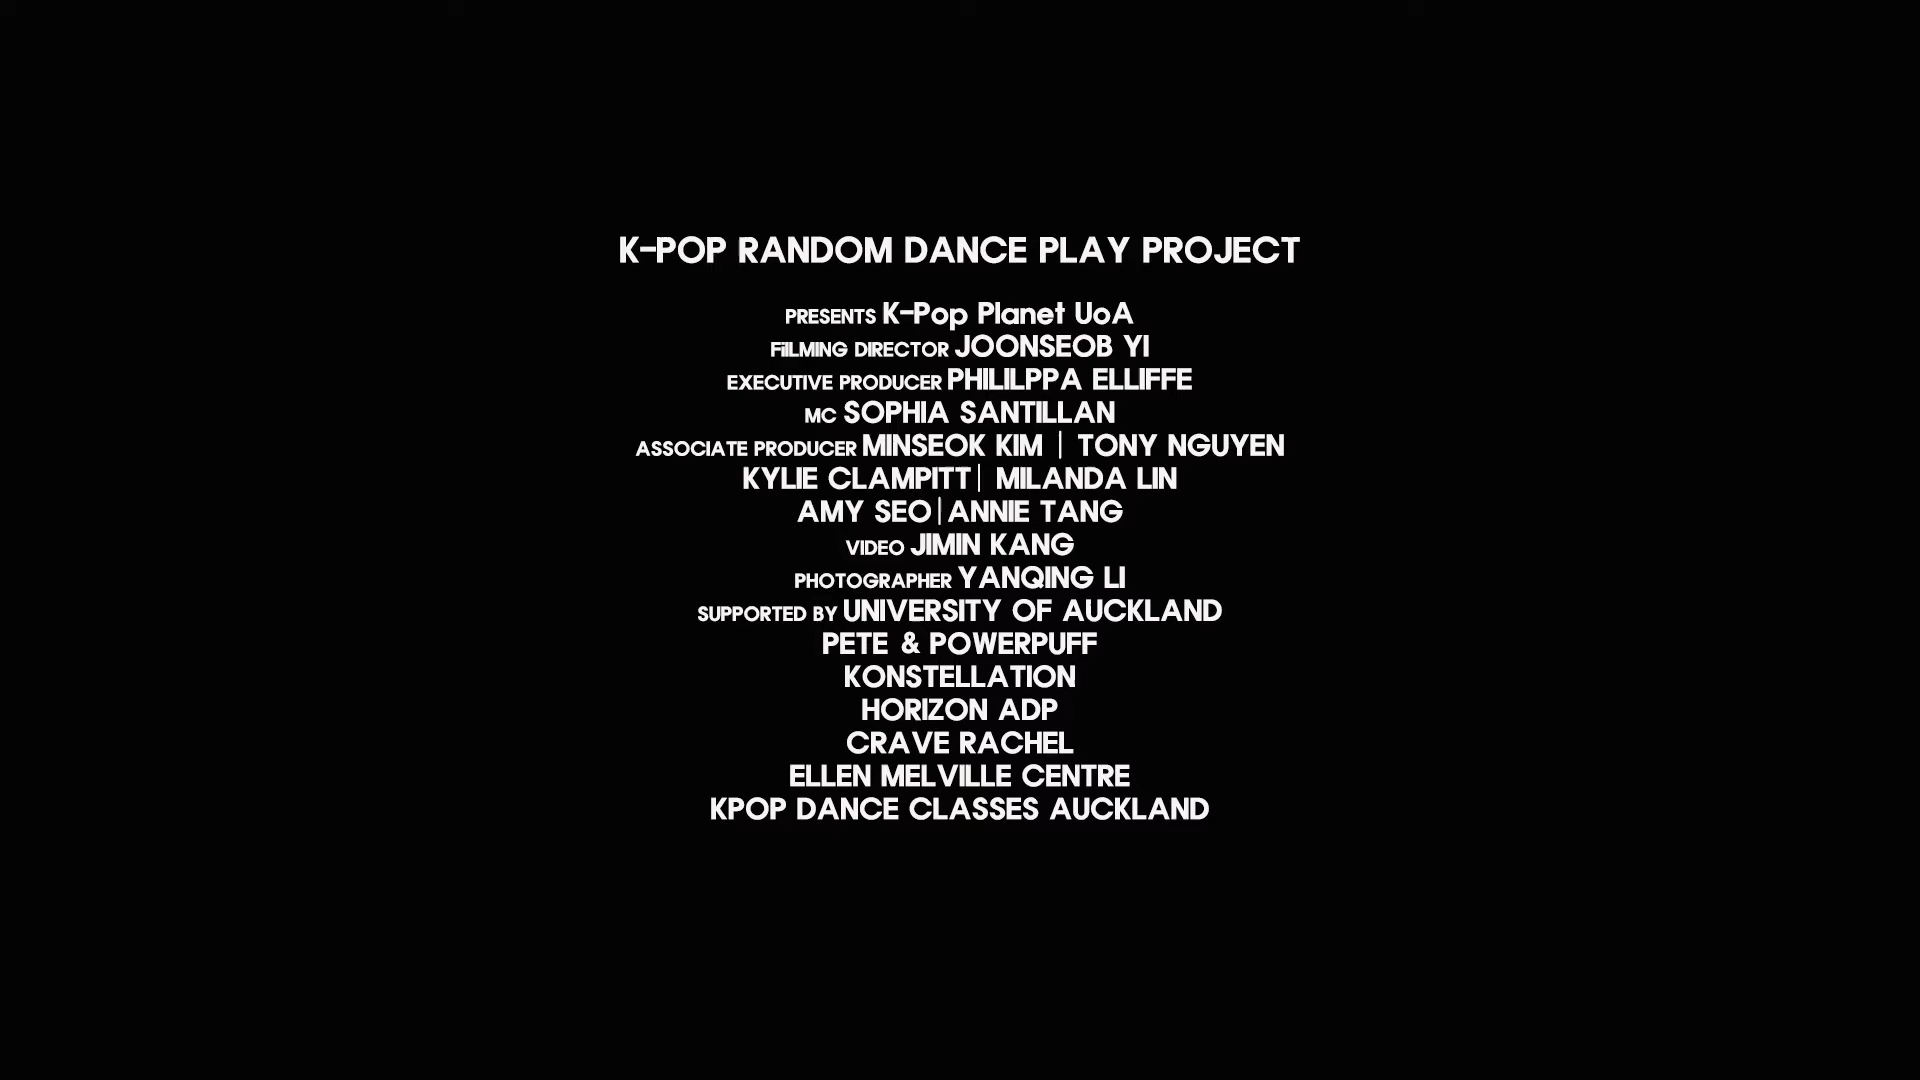 K-POP RANDOM DANCE PLAY PROJECT
PRESENTS K-Pop Planet UoA
FiILMING DIRECTOR JOONSEOB YI
EXECUTIVE PRODUCER PHILILPPA ELLIFFE
MC SOPHIA SANTILLAN
ASSOCIATE PRODUCER MINSEOK KIM | TONY NGUYEN
KYLIE CLAMPITT| MILANDA LIN
AMY SEO|ANNIE TANG
VIDEO JIMIN KANG
PHOTOGRAPHER YANQING LI
SUPPORTED BY UNIVERSITY OF AUCKLAND
PETE & POWERPUFF
KONSTELLATION
HORIZON ADP
CRAVE RACHEL
ELLEN MELVILLE CENTRE
KPOP DANCE CLASSES AUCKLAND